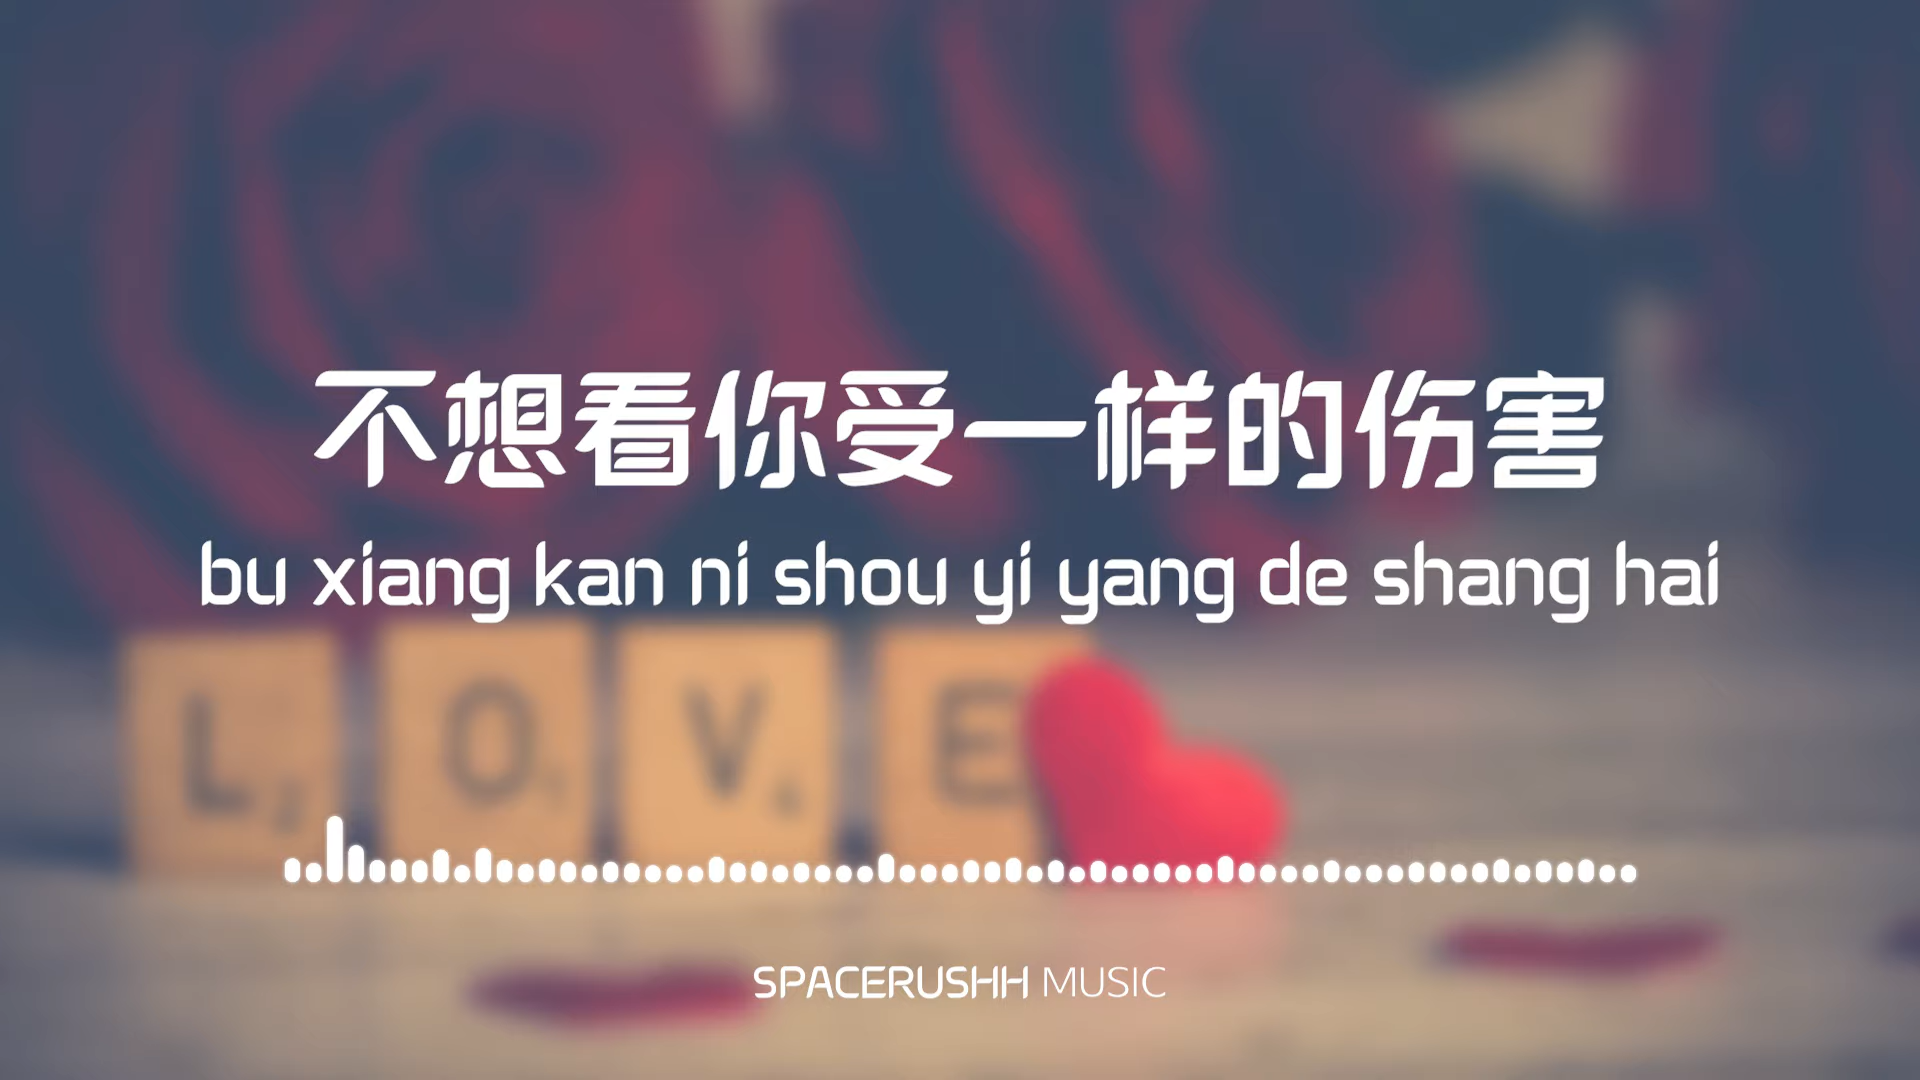 不想看你受一样的伤害
bu xiang kan ni shou yi yang de shang hai
L O V E
SPACERUSHH MUSIC